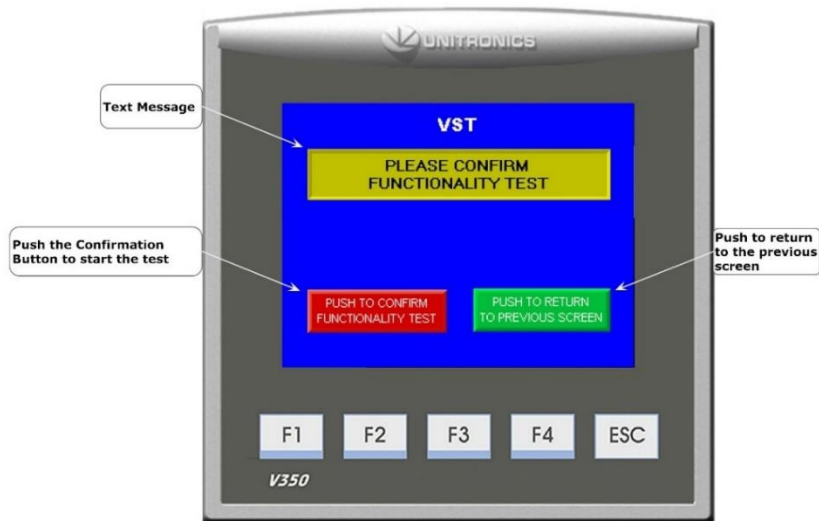 UNITRONICS
Text Message
VST
PLEASE CONFIRM
FUNCTIONALITY TEST
Push the Confirmation
Button to start the test
Push to return
to the previous
screen
PUSH TO CONFIRM
FUNCTIONALITY TEST
PUSH TO RETURN
TO PREVIOUS SCREEN
F1
F2
F3
F4
ESC
V350